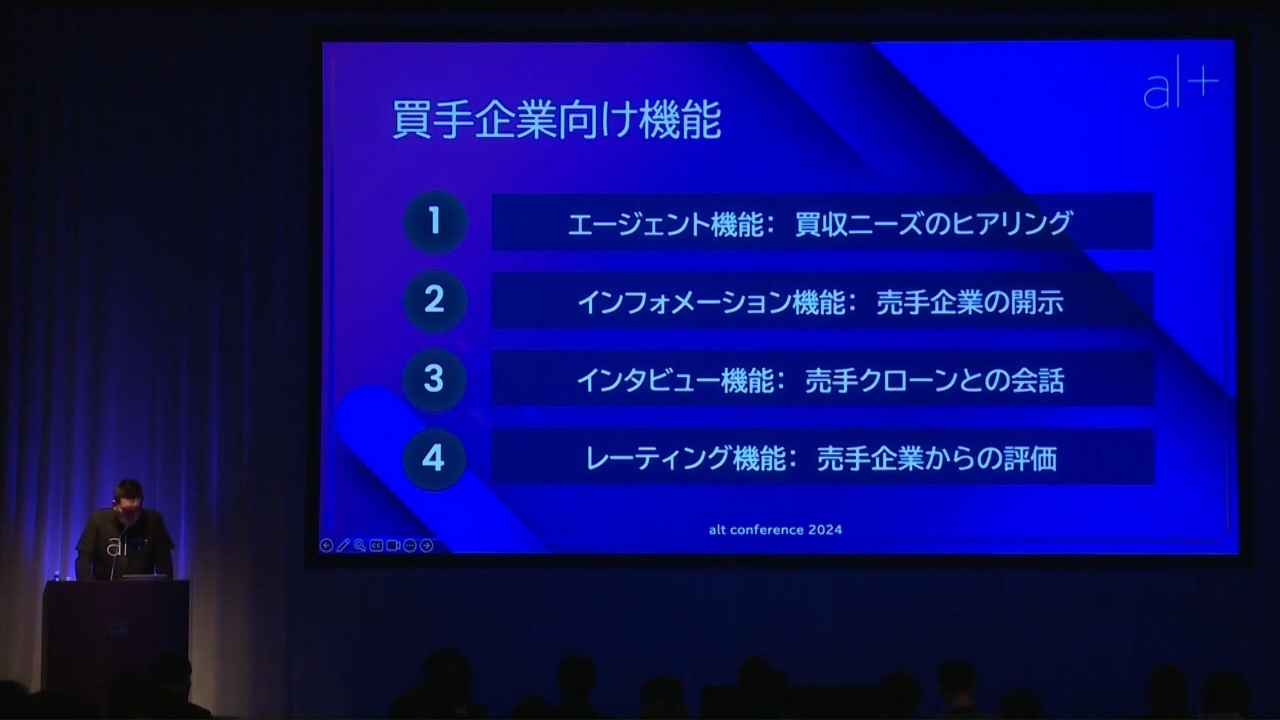 al+
買手企業向け機能
1
エージェント機能： 買収ニーズのヒアリング
2
インフォメーション機能： 売手企業の開示
3
インタビュー機能： 売手クローンとの会話
4
レーティング機能： 売手企業からの評価
alt conference 2024
al+